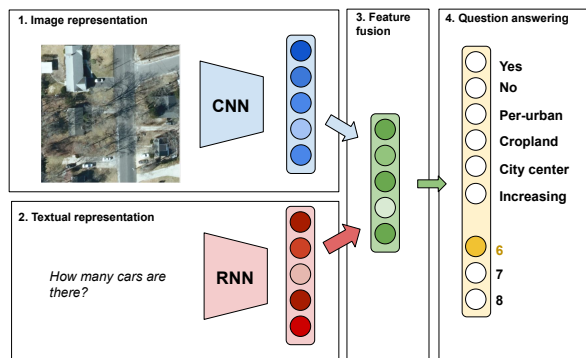 1. Image representation
CNN
2. Textual representation
How many cars are
there?
RNN
3. Feature
fusion
4. Question answering
Yes
No
Per-urban
Cropland
City center
Increasing
6
7
8